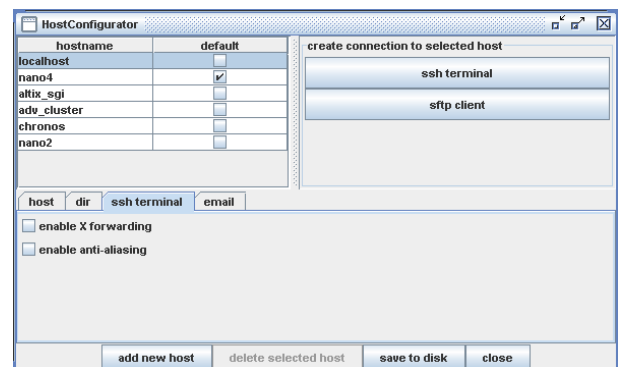 HostConfigurator
hostname default
localhost
nano4
altix_sgi
adv_cluster
chronos
nano2
create connection to selected host
ssh terminal
sftp client
host dir ssh terminal email
enable X forwarding
enable anti-aliasing
add new host delete selected host save to disk close